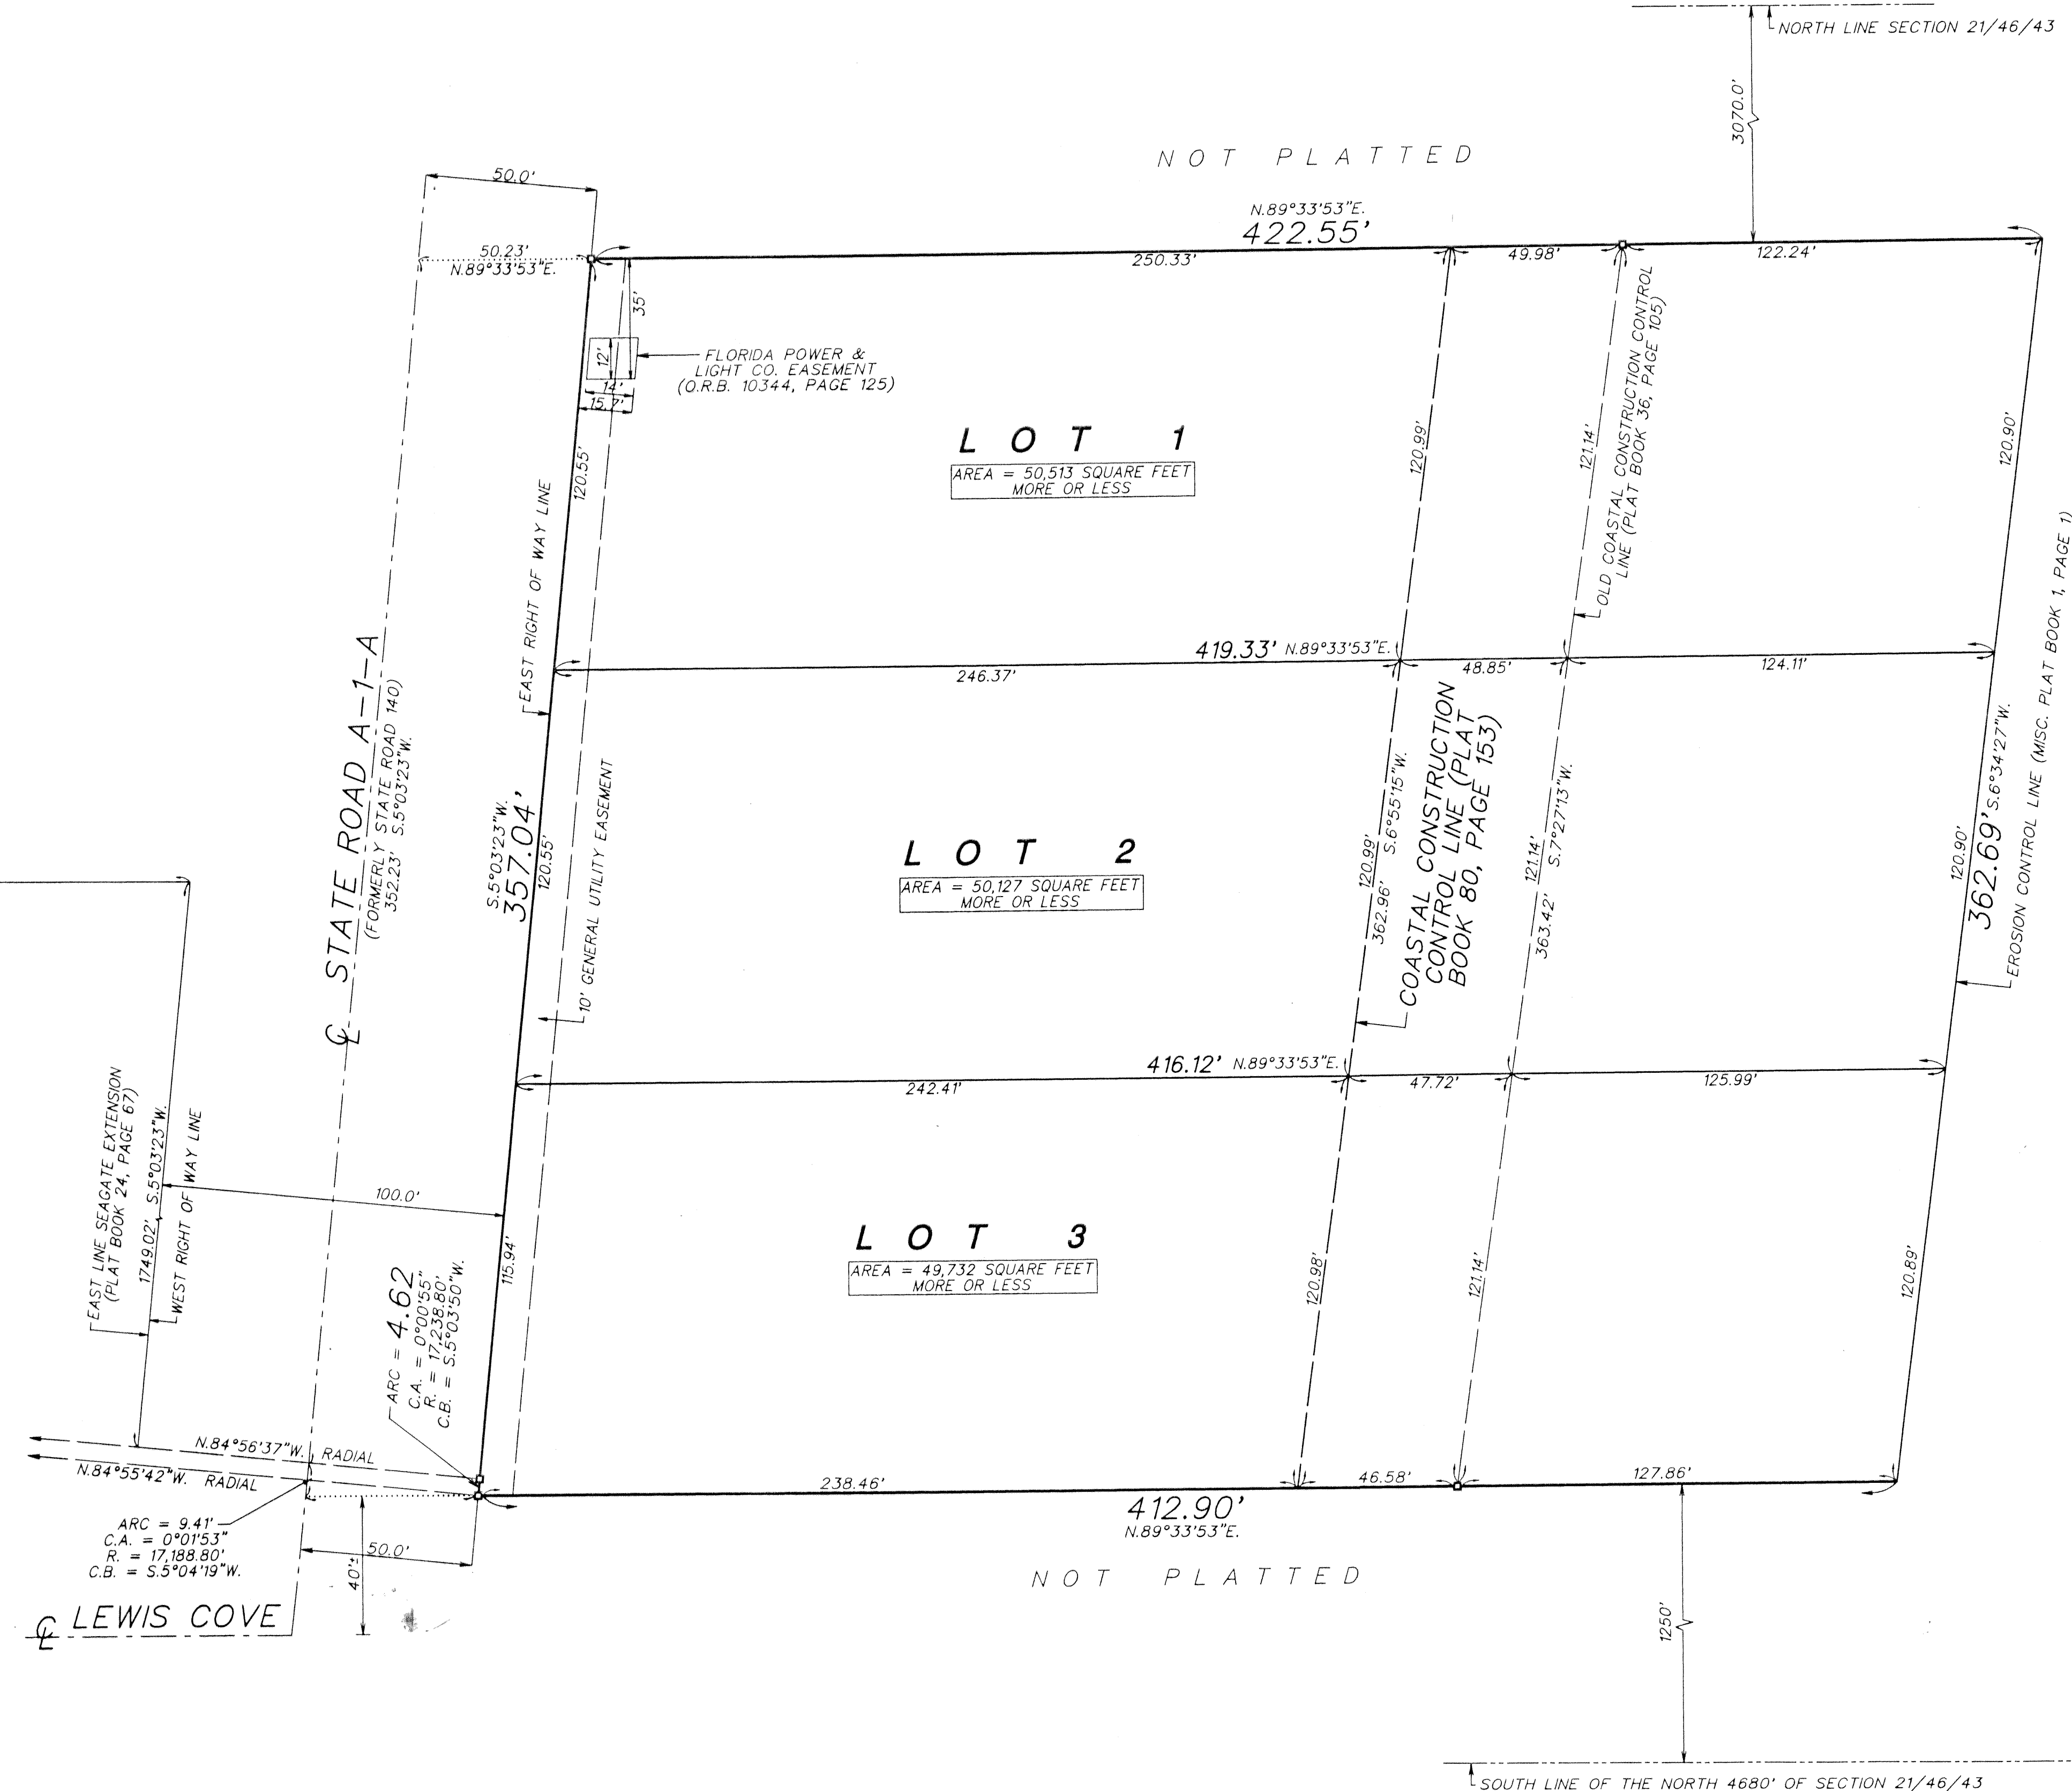 NORTH LINE SECTION 21/46/43
3070.0'
NOT PLATTED
50.0'
N.89°33'53"E.
422.55'
50.23'
N.89°33'53"E.
250.33'
49.98'
122.24'
35'
12'
14'
15.7'
FLORIDA POWER &
LIGHT CO. EASEMENT
(O.R.B. 10344, PAGE 125)
LOT 1
AREA = 50,513 SQUARE FEET
MORE OR LESS
120.55'
EAST RIGHT OF WAY LINE
120.99'
121.14'
OLD COASTAL CONSTRUCTION CONTROL
LINE (PLAT BOOK 36, PAGE 105)
120.90'
EROSION CONTROL LINE (MISC. PLAT BOOK 1, PAGE 1)
419.33' N.89°33'53"E.
246.37'
48.85'
124.11'
℄ STATE ROAD A-1-A
(FORMERLY STATE ROAD 140)
352.23' S.5°03'23"W.
S.5°03'23"W.
357.04'
120.55'
10' GENERAL UTILITY EASEMENT
LOT 2
AREA = 50,127 SQUARE FEET
MORE OR LESS
120.99'
362.96' S.6°55'15"W.
COASTAL CONSTRUCTION
CONTROL LINE (PLAT
BOOK 80, PAGE 153)
121.14'
363.42' S.7°27'13"W.
120.90'
362.69' S.6°34'27"W.
416.12' N.89°33'53"E.
242.41'
47.72'
125.99'
EAST LINE SEAGATE EXTENSION
(PLAT BOOK 24, PAGE 67)
1749.02' S.5°03'23"W.
WEST RIGHT OF WAY LINE
100.0'
115.94'
LOT 3
AREA = 49,732 SQUARE FEET
MORE OR LESS
120.98'
121.14'
120.89'
ARC = 4.62
C.A. = 0°00'55"
R. = 17,238.80'
C.B. = S.5°03'50"W.
N.84°56'37"W. RADIAL
N.84°55'42"W. RADIAL
238.46'
46.58'
127.86'
412.90'
N.89°33'53"E.
ARC = 9.41'
C.A. = 0°01'53"
R. = 17,188.80'
C.B. = S.5°04'19"W.
50.0'
40'±
NOT PLATTED
℄ LEWIS COVE
1250'
SOUTH LINE OF THE NORTH 4680' OF SECTION 21/46/43